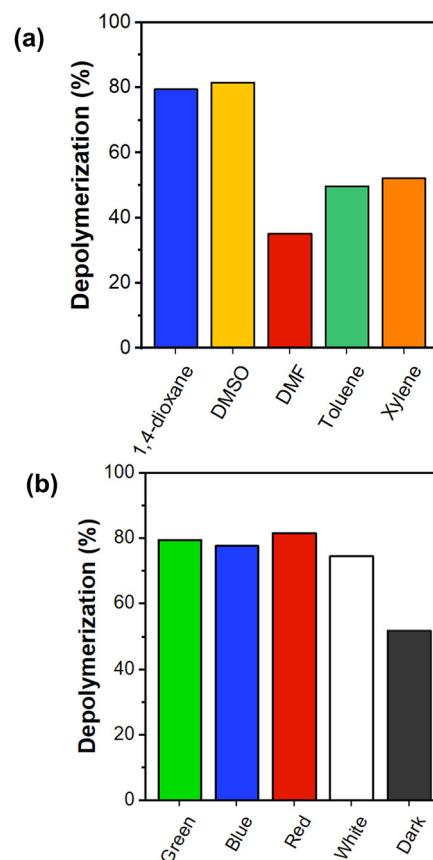 (a)
Depolymerization (%)
100
80
60
40
20
0
1,4-dioxane
DMSO
DMF
Toluene
Xylene
(b)
Depolymerization (%)
100
80
60
40
20
0
Green
Blue
Red
White
Dark